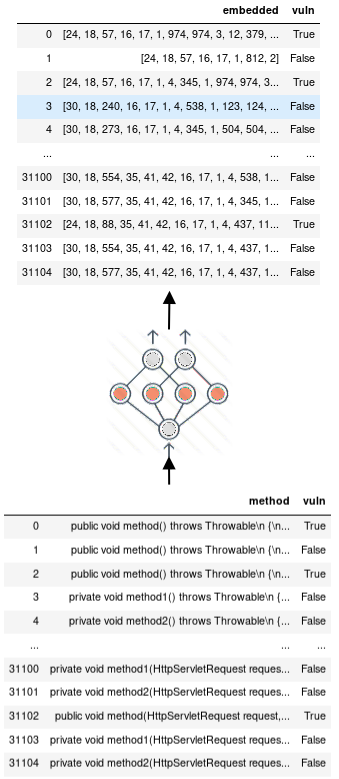 embedded vuln
0 [24, 18, 57, 16, 17, 1, 974, 974, 3, 12, 379, ... True
1 [24, 18, 57, 16, 17, 1, 812, 2] False
2 [24, 18, 57, 16, 17, 1, 4, 345, 1, 974, 974, 3... True
3 [30, 18, 240, 16, 17, 1, 4, 538, 1, 123, 124, ... False
4 [30, 18, 273, 16, 17, 1, 4, 345, 1, 504, 504, ... False
... ... ...
31100 [30, 18, 554, 35, 41, 42, 16, 17, 1, 4, 538, 1... False
31101 [30, 18, 577, 35, 41, 42, 16, 17, 1, 4, 345, 1... False
31102 [24, 18, 88, 35, 41, 42, 16, 17, 1, 4, 437, 11... True
31103 [30, 18, 554, 35, 41, 42, 16, 17, 1, 4, 437, 1... False
31104 [30, 18, 577, 35, 41, 42, 16, 17, 1, 4, 437, 1... False
method vuln
0 public void method() throws Throwable\n {\n... True
1 public void method() throws Throwable\n {\n... False
2 public void method() throws Throwable\n {\n... True
3 private void method1() throws Throwable\n {... False
4 private void method2() throws Throwable\n {... False
... ... ...
31100 private void method1(HttpServletRequest reques... False
31101 private void method2(HttpServletRequest reques... False
31102 public void method(HttpServletRequest request,... True
31103 private void method1(HttpServletRequest reques... False
31104 private void method2(HttpServletRequest reques... False